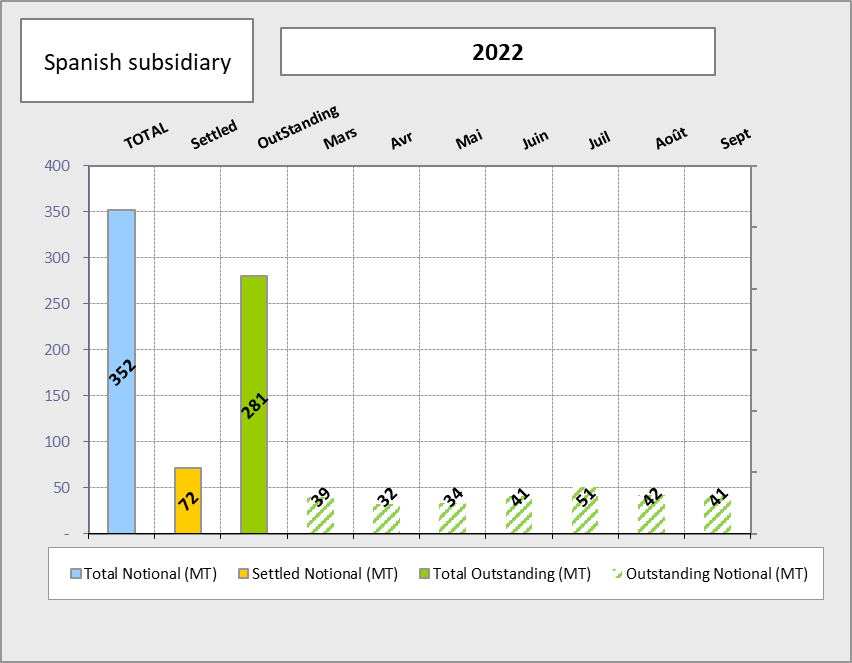 Spanish subsidiary
2022
TOTAL Settled OutStanding Mars Avr Mai Juin Juil Août Sept
400
350
300
250
200
150
100
50
-
352 72 281 39 32 34 41 51 42 41
Total Notional (MT) Settled Notional (MT) Total Outstanding (MT) Outstanding Notional (MT)